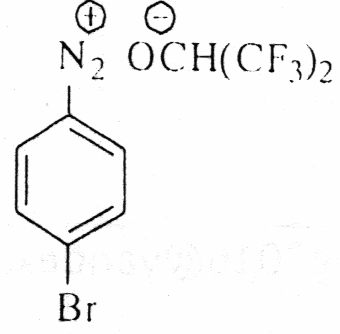 ⊕ ⊖
N₂ OCH(CF₃)₂
Br